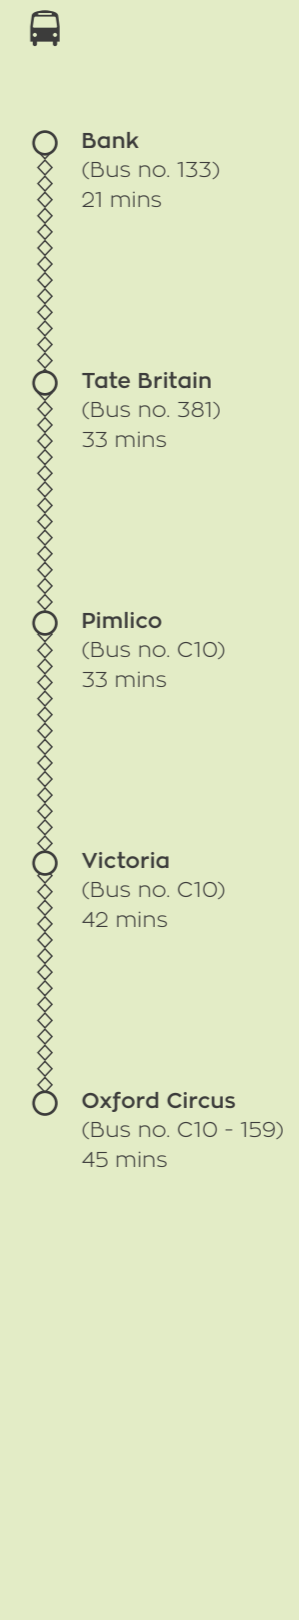 Bank
(Bus no. 133)
21 mins
Tate Britain
(Bus no. 381)
33 mins
Pimlico
(Bus no. C10)
33 mins
Victoria
(Bus no. C10)
42 mins
Oxford Circus
(Bus no. C10 - 159)
45 mins